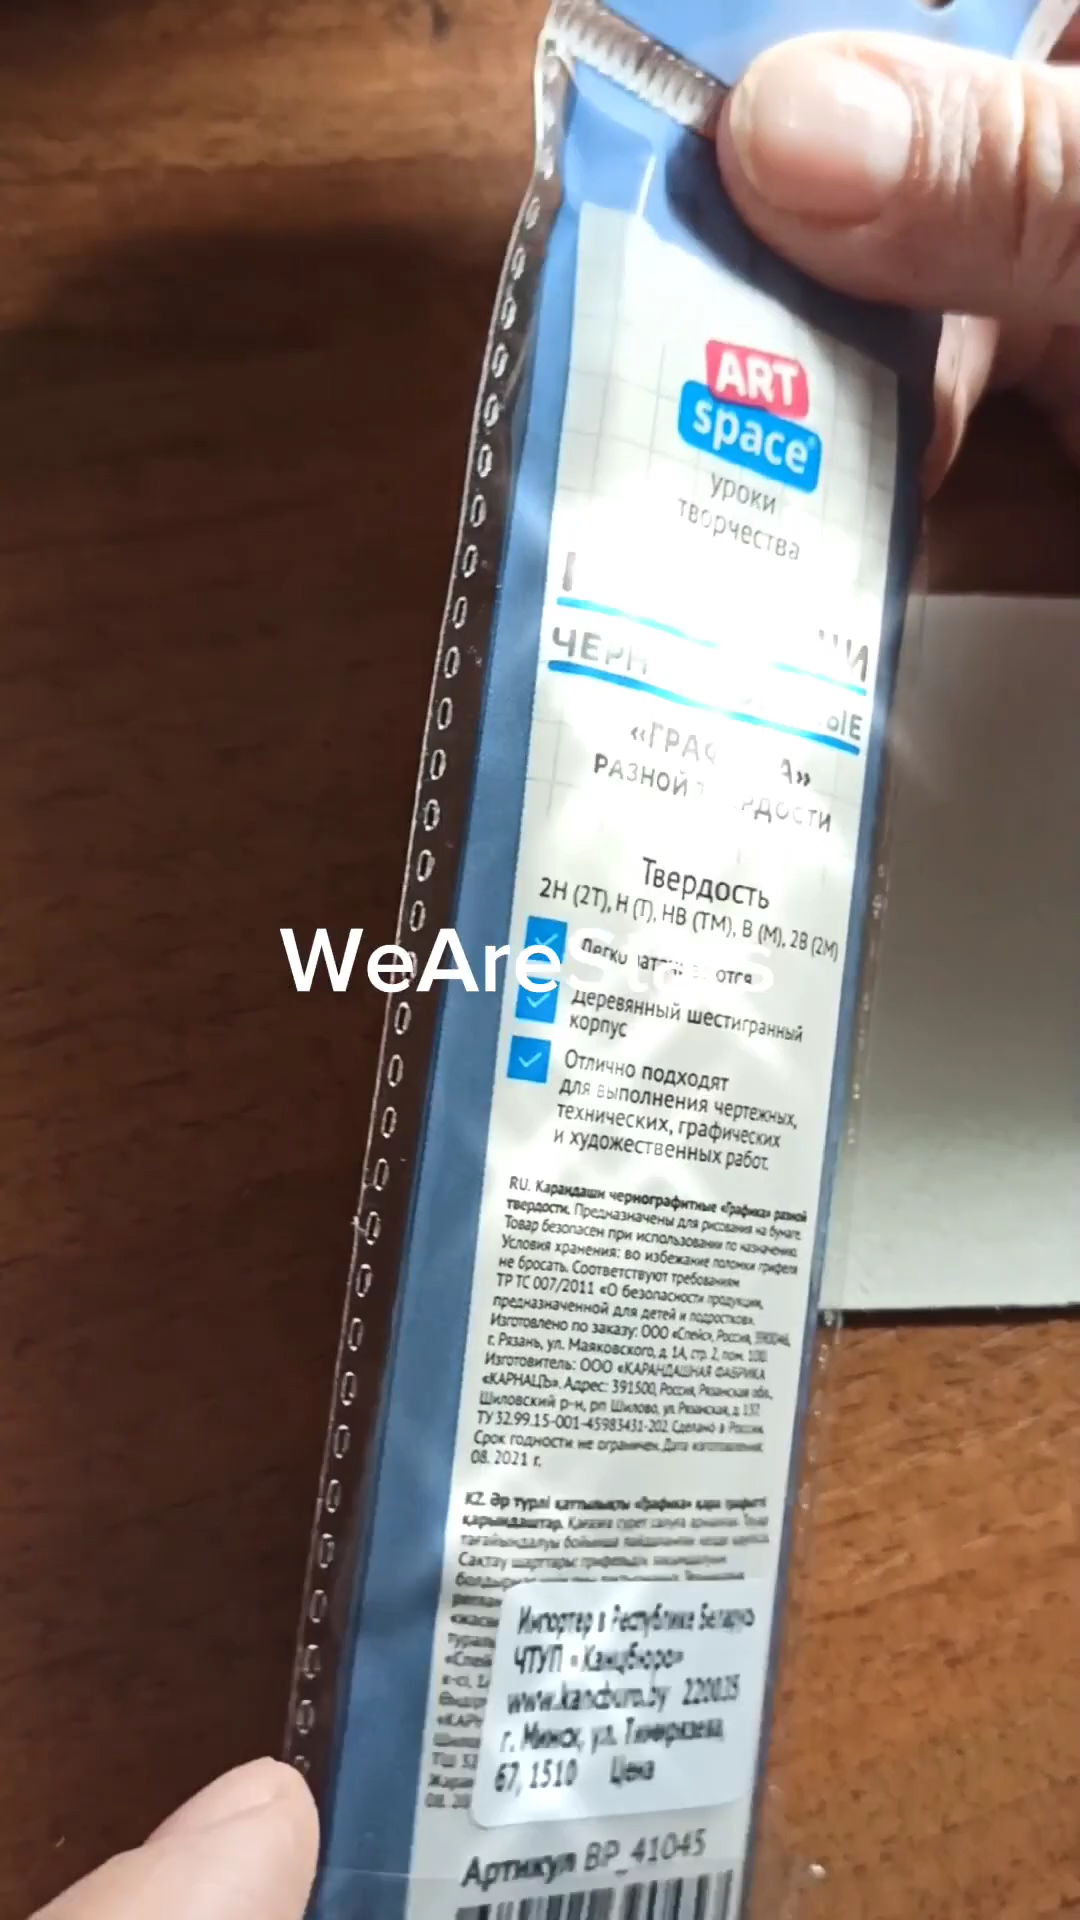 ART
space®
уроки
творчества
«ГРАФИКА»
РАЗНОЙ ТВЕРДОСТИ
Твердость
2H (2T), H (T), HB (TM), B (M), 2B (2M)
WeAreStars
Деревянный шестигранный
корпус
Отлично подходят
для выполнения чертежных,
технических, графических
и художественных работ.
RU. Карандаши чернографитные «Графика» разной
твердости. Предназначены для рисования на бумаге.
Товар безопасен при использовании по назначению.
Условия хранения: во избежание поломки грифеля
не бросать. Соответствуют требованиям
ТР ТС 007/2011 «О безопасности продукции,
предназначенной для детей и подростков».
Изготовлено по заказу: ООО «Спейс», Россия, 390046,
г. Рязань, ул. Маяковского, д. 1А, стр. 2, пом. 100.
Изготовитель: ООО «КАРАНДАШНАЯ ФАБРИКА
«КАРНАЦЪ». Адрес: 391500, Россия, Рязанская обл.,
Шиловский р-н, рп Шилово, ул. Рязанская, д. 137.
ТУ 32.99.15-001-45983431-202 Сделано в России.
Срок годности не ограничен. Дата изготовления:
08. 2021 г.
KZ. Әр түрлі қаттылықты «Графика» қара графитті
қарындаштар.
Сақтау шарттары:
Импортер в Республике Беларусь
ЧТУП «Канцбюро»
www.kancburo.by 220035
г. Минск, ул. Тимирязева,
67, 1510 Цена
Артикул BP_41045